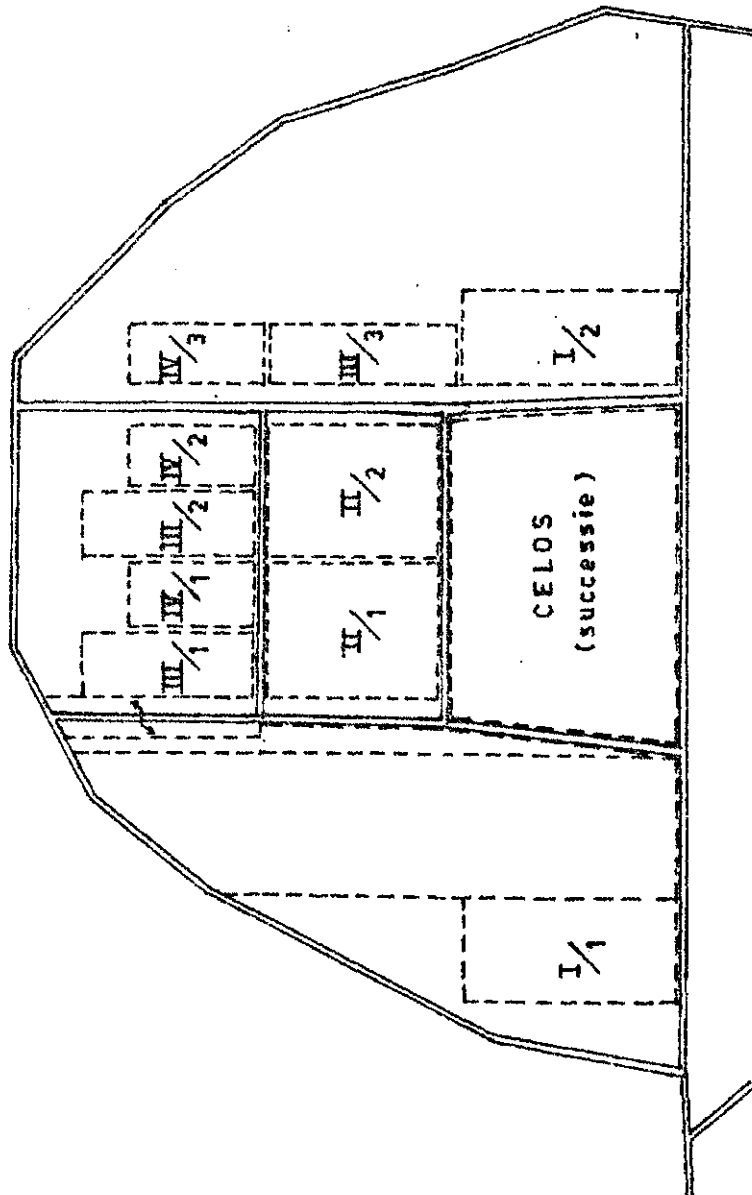 IV/3
III/3
I/2
IV/2
III/2
IV/1
III/1
II/2
II/1
CELOS
(successie)
I/1